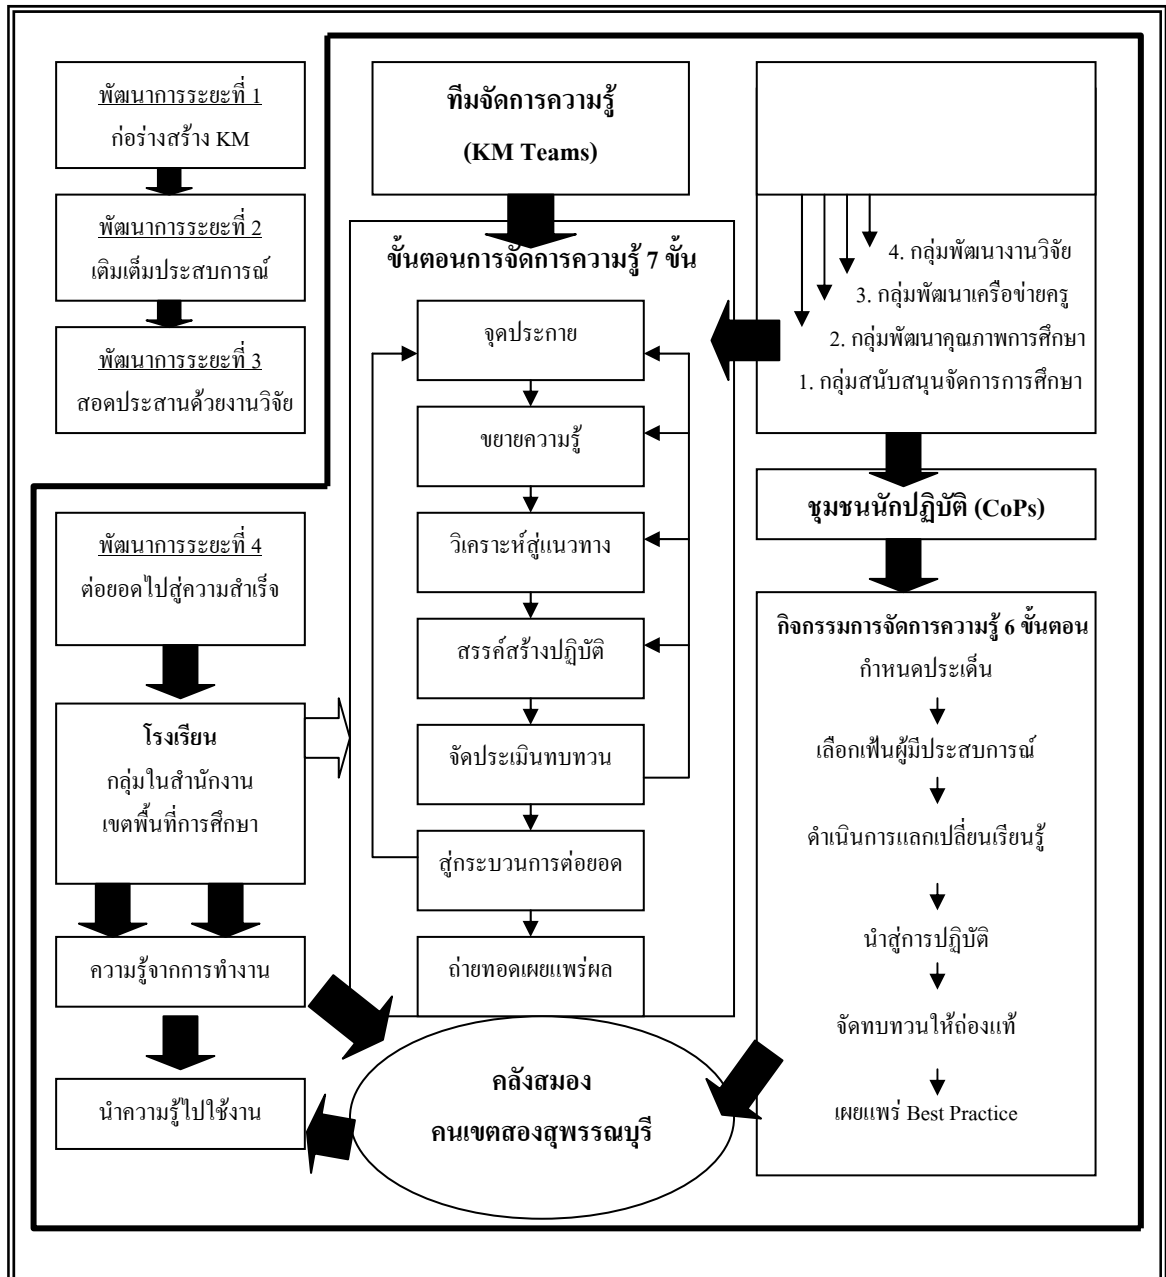 พัฒนาการระยะที่ 1
ก่อร่างสร้าง KM
พัฒนาการระยะที่ 2
เติมเต็มประสบการณ์
พัฒนาการระยะที่ 3
สอดประสานด้วยงานวิจัย
พัฒนาการระยะที่ 4
ต่อยอดไปสู่ความสำเร็จ
โรงเรียน
กลุ่มในสำนักงาน
เขตพื้นที่การศึกษา
ความรู้จากการทำงาน
นำความรู้ไปใช้งาน
ทีมจัดการความรู้
(KM Teams)
ขั้นตอนการจัดการความรู้ 7 ขั้น
จุดประกาย
ขยายความรู้
วิเคราะห์สู่แนวทาง
สรรค์สร้างปฏิบัติ
จัดประเมินทบทวน
สู่กระบวนการต่อยอด
ถ่ายทอดเผยแพร่ผล
คลังสมอง
คนเขตสองสุพรรณบุรี
4. กลุ่มพัฒนางานวิจัย
3. กลุ่มพัฒนาเครือข่ายครู
2. กลุ่มพัฒนาคุณภาพการศึกษา
1. กลุ่มสนับสนุนจัดการการศึกษา
ชุมชนนักปฏิบัติ (CoPs)
กิจกรรมการจัดการความรู้ 6 ขั้นตอน
กำหนดประเด็น
เลือกเฟ้นผู้มีประสบการณ์
ดำเนินการแลกเปลี่ยนเรียนรู้
นำสู่การปฏิบัติ
จัดทบทวนให้ถ่องแท้
เผยแพร่ Best Practice